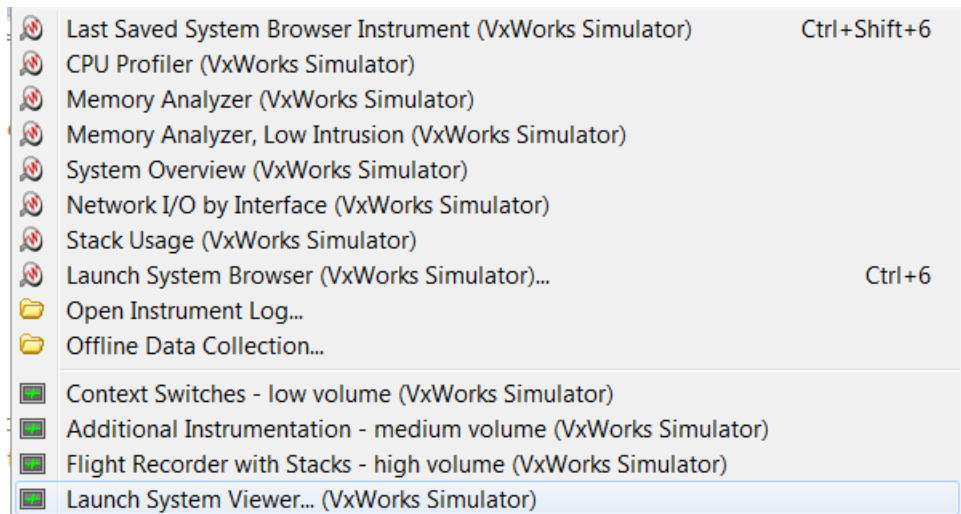 Last Saved System Browser Instrument (VxWorks Simulator) Ctrl+Shift+6
CPU Profiler (VxWorks Simulator)
Memory Analyzer (VxWorks Simulator)
Memory Analyzer, Low Intrusion (VxWorks Simulator)
System Overview (VxWorks Simulator)
Network I/O by Interface (VxWorks Simulator)
Stack Usage (VxWorks Simulator)
Launch System Browser (VxWorks Simulator)... Ctrl+6
Open Instrument Log...
Offline Data Collection...
Context Switches - low volume (VxWorks Simulator)
Additional Instrumentation - medium volume (VxWorks Simulator)
Flight Recorder with Stacks - high volume (VxWorks Simulator)
Launch System Viewer... (VxWorks Simulator)